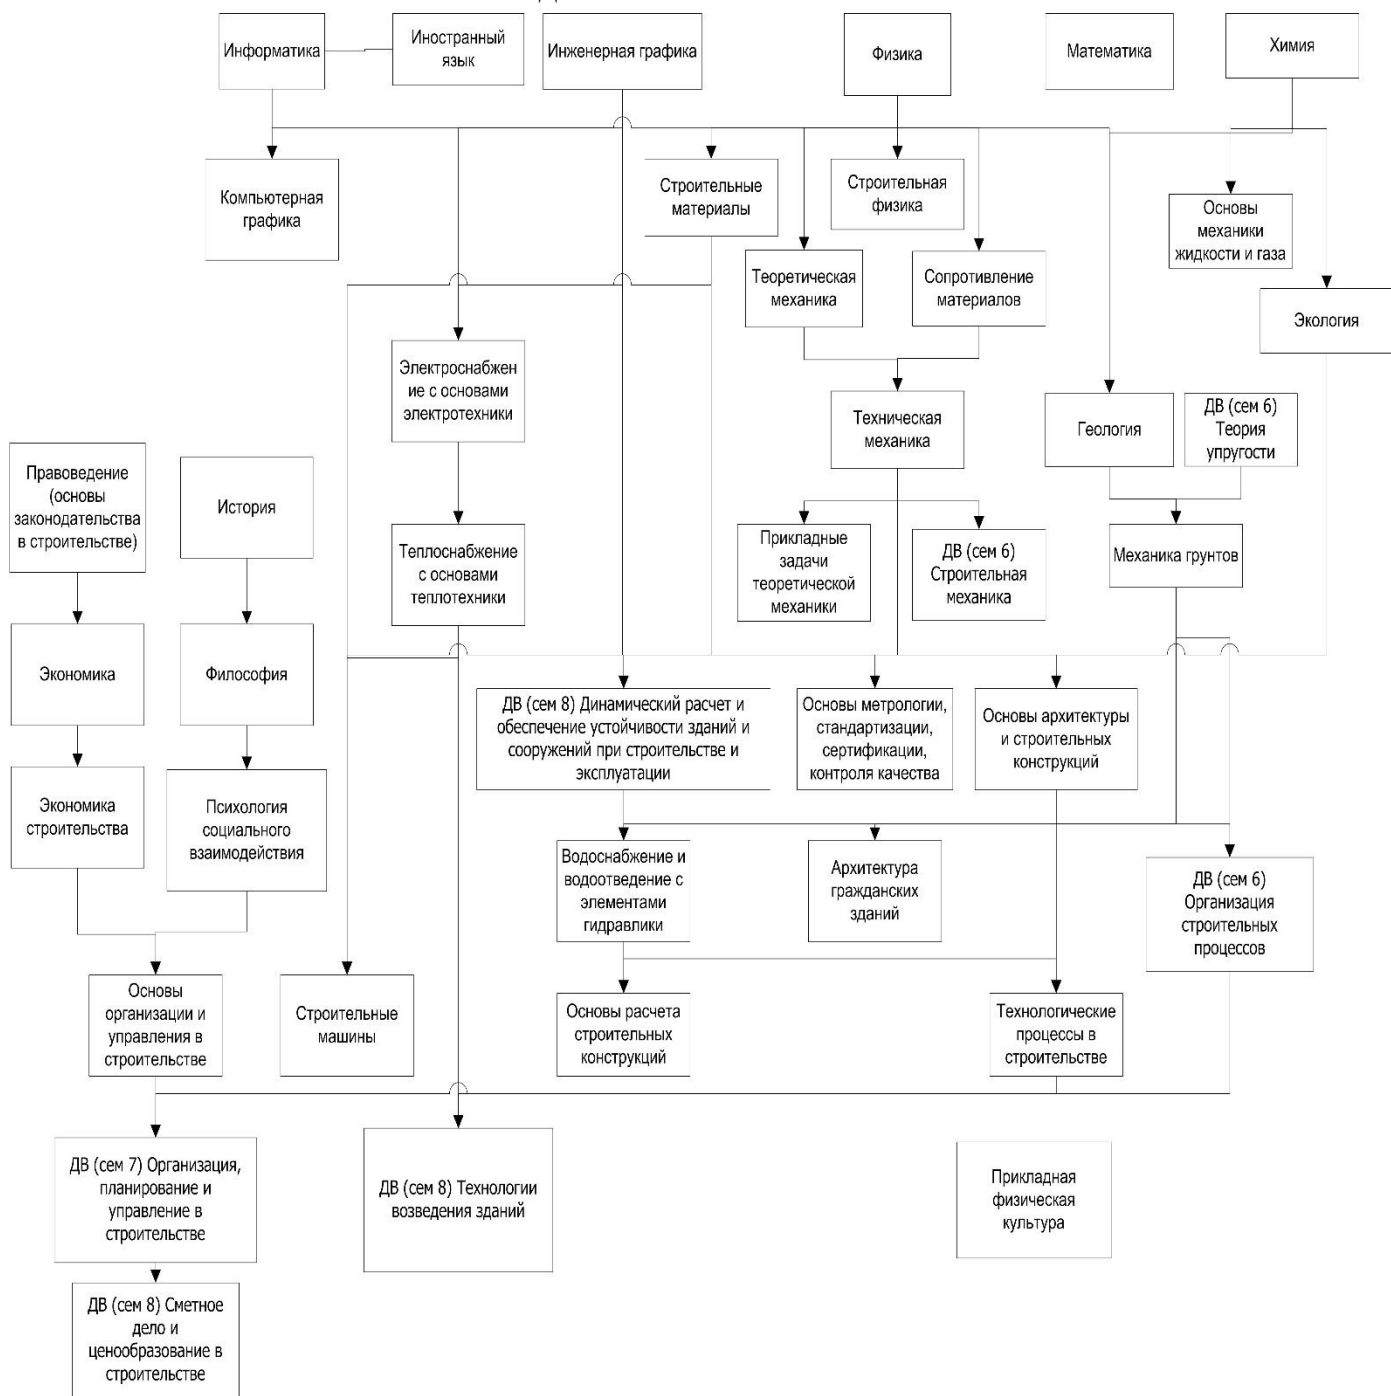 Информатика
Иностранный
язык
Инженерная графика
Физика
Математика
Химия
Компьютерная
графика
Строительные
материалы
Строительная
физика
Основы
механики
жидкости и газа
Теоретическая
механика
Сопротивление
материалов
Экология
Электроснабжен
ие с основами
электротехники
Техническая
механика
Геология
ДВ (сем 6)
Теория
упругости
Правоведение
(основы
законодательства
в строительстве)
История
Теплоснабжение
с основами
теплотехники
Прикладные
задачи
теоретической
механики
ДВ (сем 6)
Строительная
механика
Механика грунтов
Экономика
Философия
ДВ (сем 8) Динамический расчет и
обеспечение устойчивости зданий и
сооружений при строительстве и
эксплуатации
Основы метрологии,
стандартизации,
сертификации,
контроля качества
Основы архитектуры
и строительных
конструкций
Экономика
строительства
Психология
социального
взаимодействия
Водоснабжение и
водоотведение с
элементами
гидравлики
Архитектура
гражданских
зданий
ДВ (сем 6)
Организация
строительных
процессов
Основы
организации и
управления в
строительстве
Строительные
машины
Основы расчета
строительных
конструкций
Технологические
процессы в
строительстве
ДВ (сем 7) Организация,
планирование и
управление в
строительстве
ДВ (сем 8) Технологии
возведения зданий
Прикладная
физическая
культура
ДВ (сем 8) Сметное
дело и
ценообразование в
строительстве